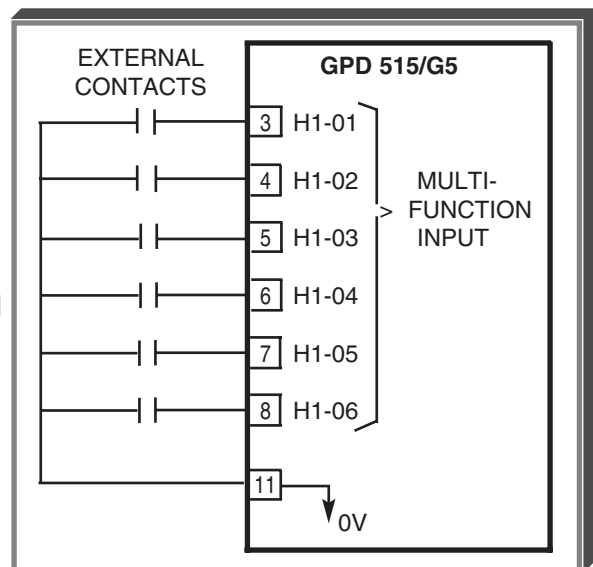 EXTERNAL
CONTACTS
GPD 515/G5
3 H1-01
4 H1-02
5 H1-03
6 H1-04
7 H1-05
8 H1-06
MULTI-
FUNCTION
INPUT
11
0V